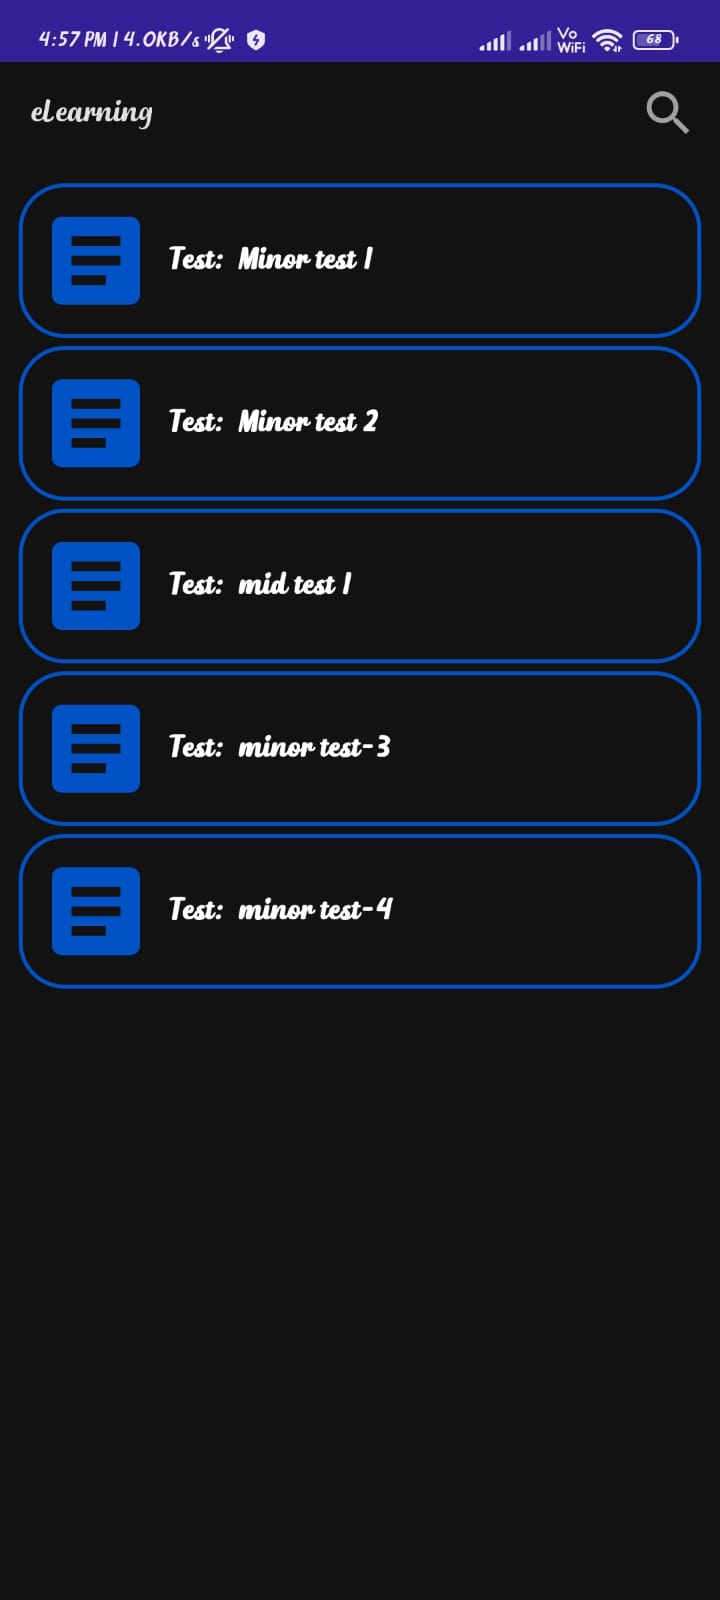 4:57 PM | 4.0KB/s Vo WiFi 68
eLearning
Test: Minor test 1
Test: Minor test 2
Test: mid test 1
Test: minor test-3
Test: minor test-4